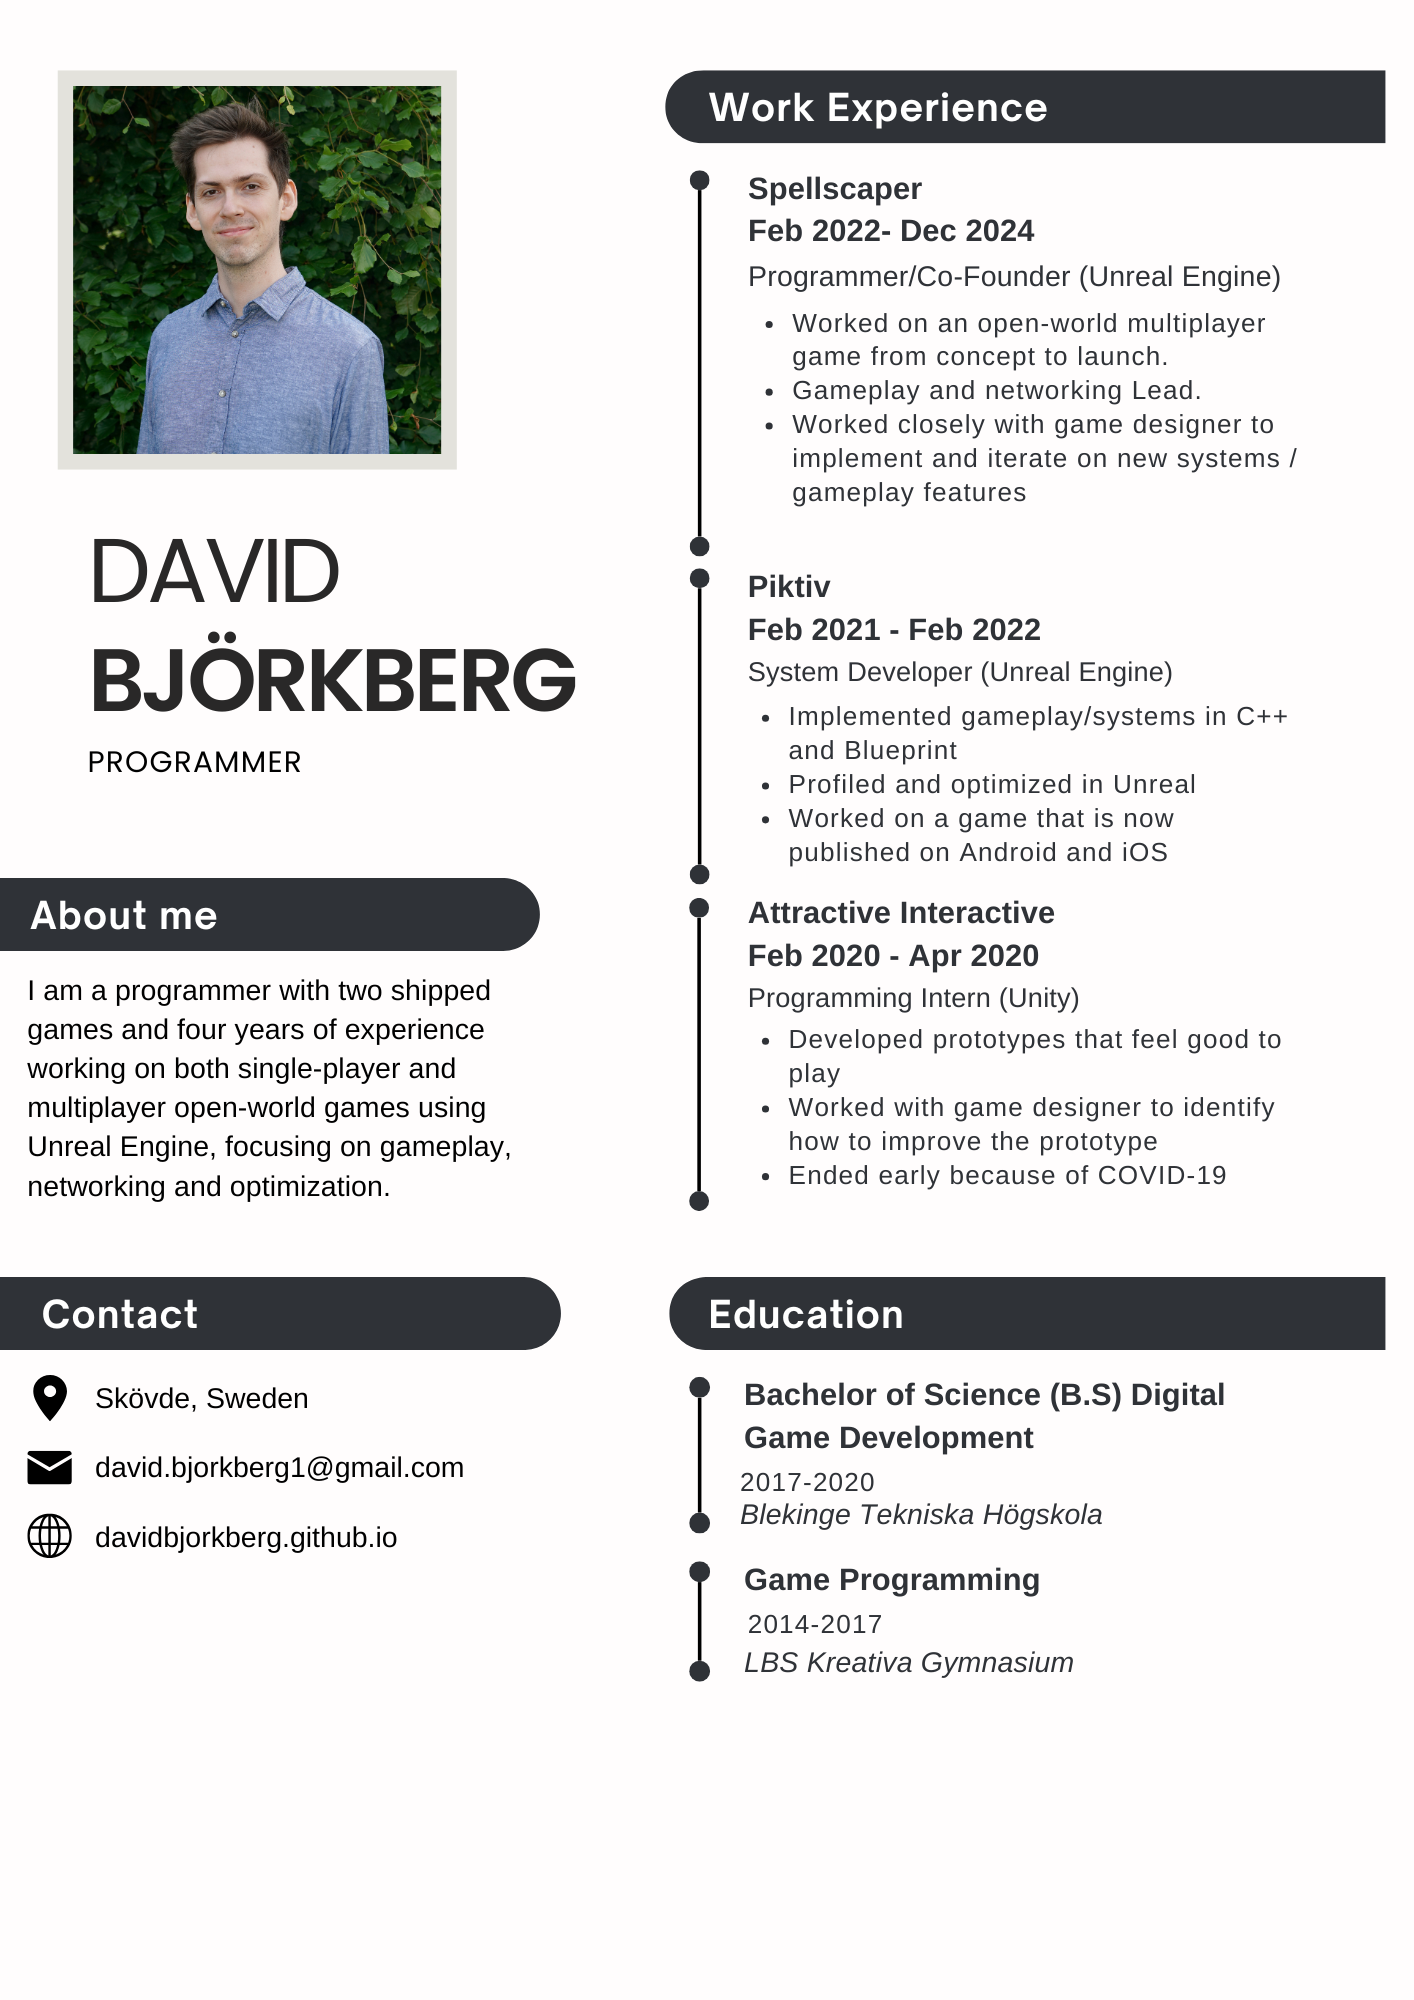 DAVID
BJÖRKBERG
PROGRAMMER
About me
I am a programmer with two shipped
games and four years of experience
working on both single-player and
multiplayer open-world games using
Unreal Engine, focusing on gameplay,
networking and optimization.
Contact
Skövde, Sweden
david.bjorkberg1@gmail.com
davidbjorkberg.github.io
Work Experience
Spellscaper
Feb 2022- Dec 2024
Programmer/Co-Founder (Unreal Engine)
• Worked on an open-world multiplayer
game from concept to launch.
• Gameplay and networking Lead.
• Worked closely with game designer to
implement and iterate on new systems /
gameplay features
Piktiv
Feb 2021 - Feb 2022
System Developer (Unreal Engine)
• Implemented gameplay/systems in C++
and Blueprint
• Profiled and optimized in Unreal
• Worked on a game that is now
published on Android and iOS
Attractive Interactive
Feb 2020 - Apr 2020
Programming Intern (Unity)
• Developed prototypes that feel good to
play
• Worked with game designer to identify
how to improve the prototype
• Ended early because of COVID-19
Education
Bachelor of Science (B.S) Digital
Game Development
2017-2020
Blekinge Tekniska Högskola
Game Programming
2014-2017
LBS Kreativa Gymnasium